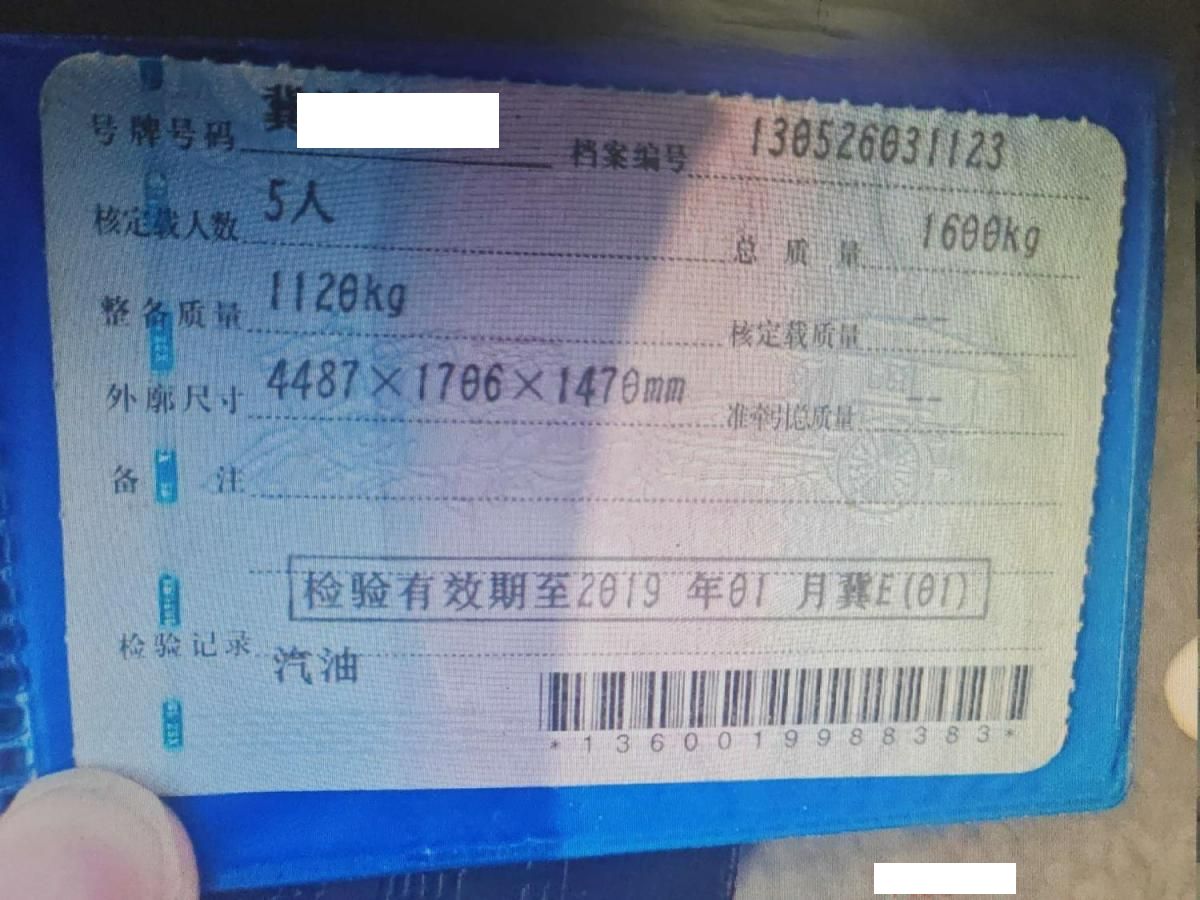 号牌号码 冀 档案编号 130526031123
核定载人数 5人 总质量 1600kg
整备质量 1120kg 核定载质量 --
外廓尺寸 4487×1706×1470mm 准牵引总质量 --
备注
检验有效期至2019 年01 月冀E(01)
检验记录
汽油
*1360019988383*